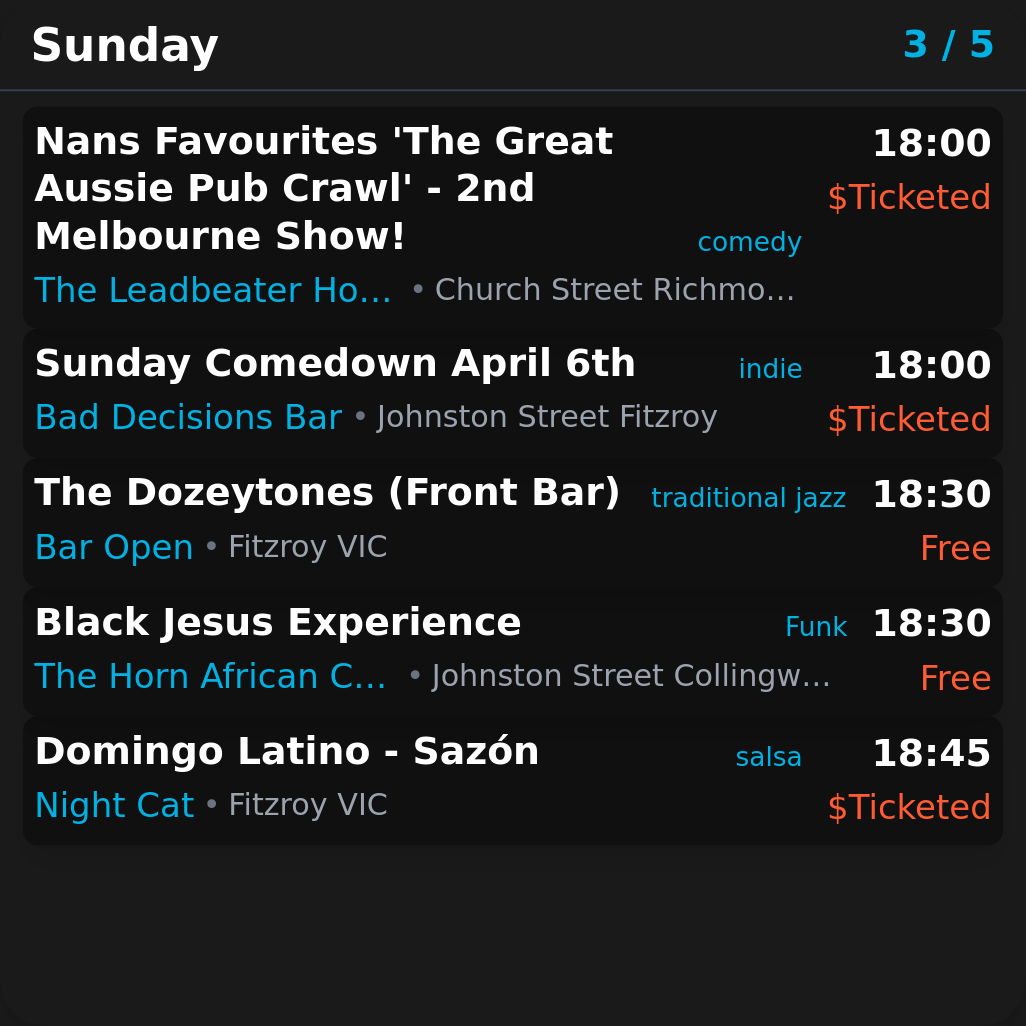 Sunday
3 / 5
Nans Favourites 'The Great
Aussie Pub Crawl' - 2nd
Melbourne Show!
comedy
18:00
$Ticketed
The Leadbeater Ho… • Church Street Richmo…
Sunday Comedown April 6th
indie
18:00
Bad Decisions Bar • Johnston Street Fitzroy
$Ticketed
The Dozeytones (Front Bar)
traditional jazz
18:30
Bar Open • Fitzroy VIC
Free
Black Jesus Experience
Funk
18:30
The Horn African C… • Johnston Street Collingw…
Free
Domingo Latino - Sazón
salsa
18:45
Night Cat • Fitzroy VIC
$Ticketed